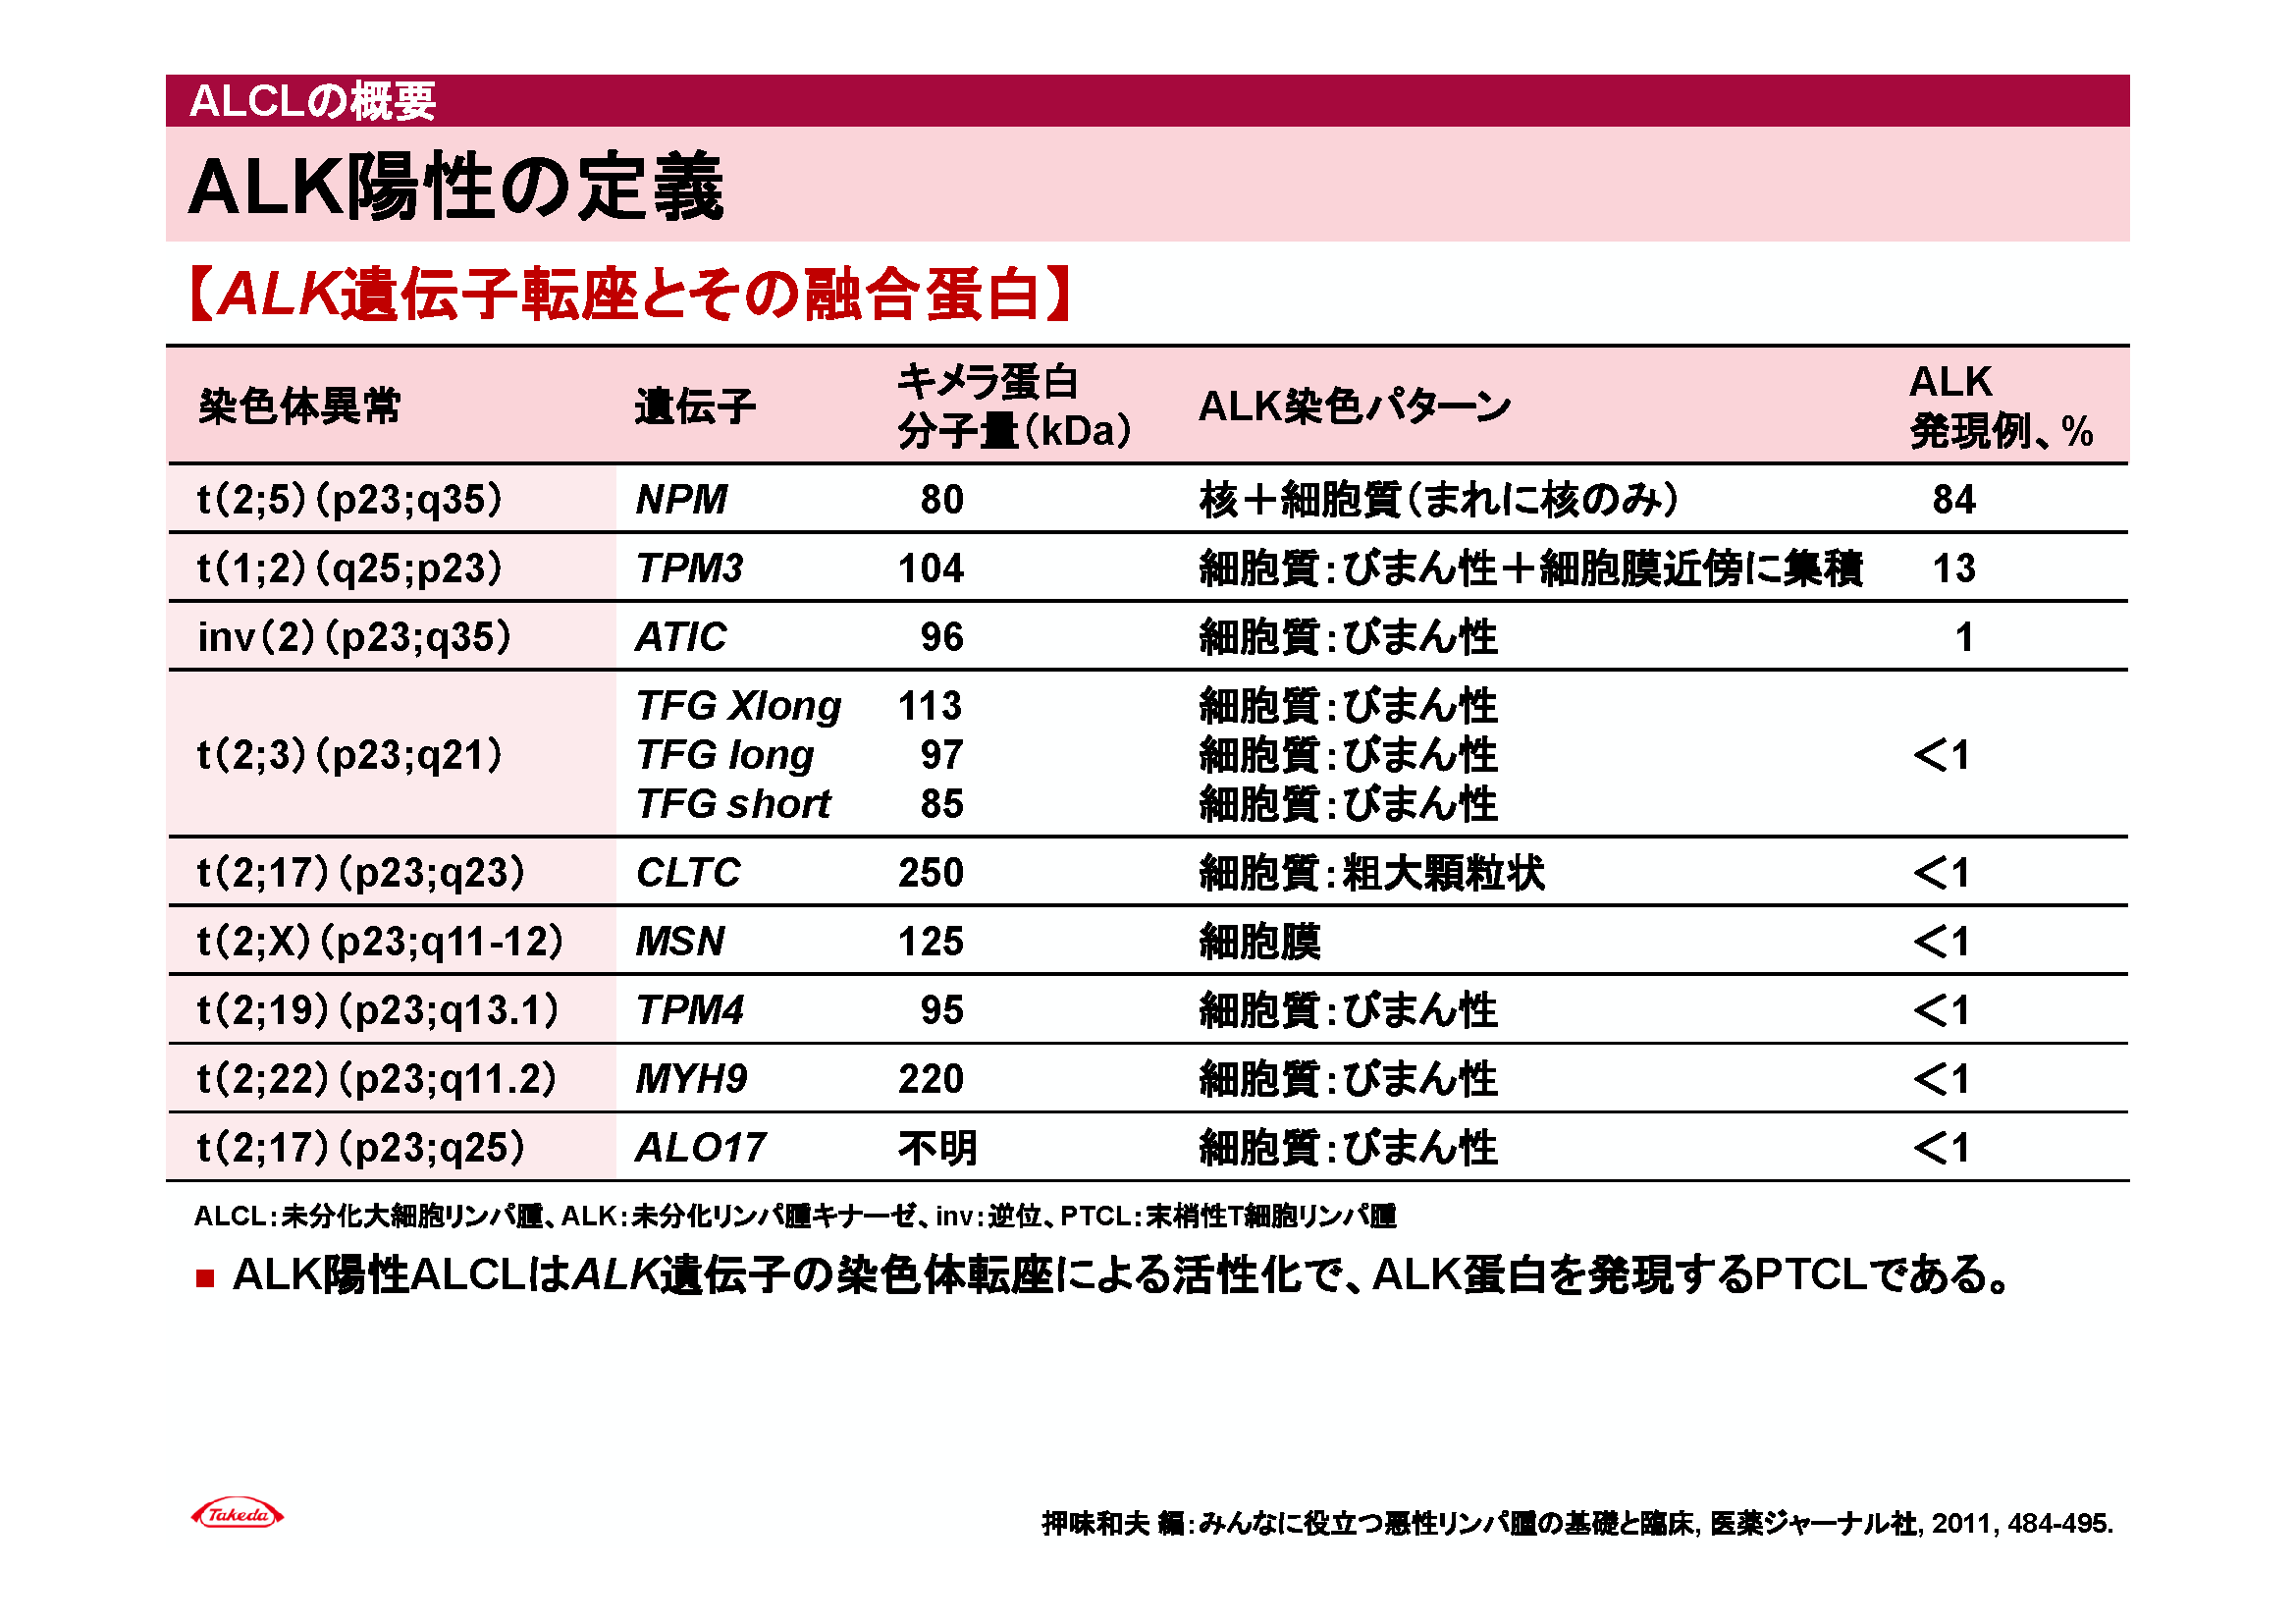 ALCLの概要
ALK陽性の定義
【ALK遺伝子転座とその融合蛋白】
染色体異常 遺伝子 キメラ蛋白分子量（kDa） ALK染色パターン ALK発現例、%
t（2;5）（p23;q35） NPM 80 核＋細胞質（まれに核のみ） 84
t（1;2）（q25;p23） TPM3 104 細胞質：びまん性＋細胞膜近傍に集積 13
inv（2）（p23;q35） ATIC 96 細胞質：びまん性 1
t（2;3）（p23;q21） TFG Xlong 113 細胞質：びまん性 ＜1
TFG long 97 細胞質：びまん性
TFG short 85 細胞質：びまん性
t（2;17）（p23;q23） CLTC 250 細胞質：粗大顆粒状 ＜1
t（2;X）（p23;q11-12） MSN 125 細胞膜 ＜1
t（2;19）（p23;q13.1） TPM4 95 細胞質：びまん性 ＜1
t（2;22）（p23;q11.2） MYH9 220 細胞質：びまん性 ＜1
t（2;17）（p23;q25） ALO17 不明 細胞質：びまん性 ＜1
ALCL：未分化大細胞リンパ腫、ALK：未分化リンパ腫キナーゼ、inv：逆位、PTCL：末梢性T細胞リンパ腫
■ ALK陽性ALCLはALK遺伝子の染色体転座による活性化で、ALK蛋白を発現するPTCLである。
Takeda
押味和夫 編：みんなに役立つ悪性リンパ腫の基礎と臨床, 医薬ジャーナル社, 2011, 484-495.